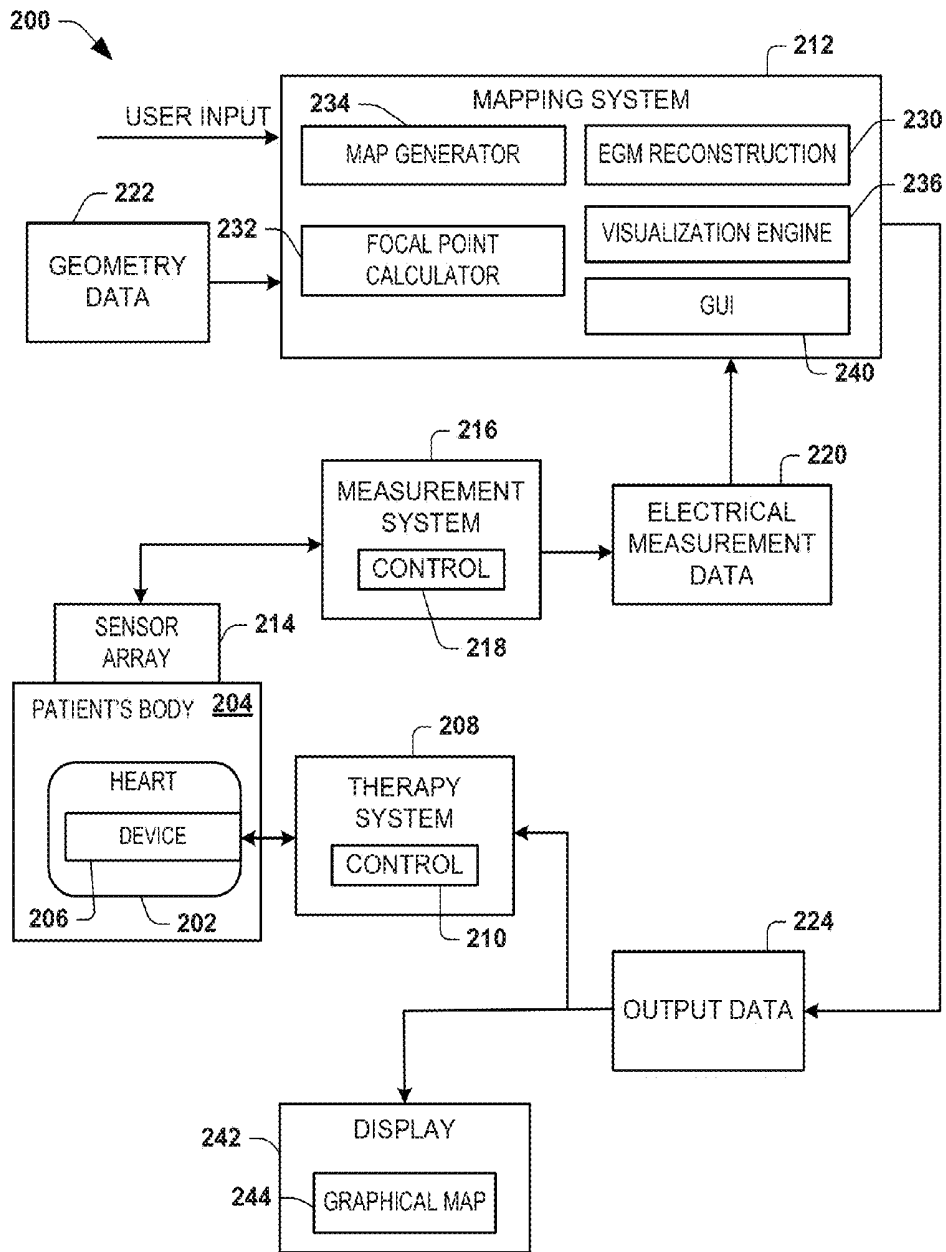 200
212
MAPPING SYSTEM
USER INPUT
234
MAP GENERATOR
EGM RECONSTRUCTION
230
236
222
232
GEOMETRY
DATA
FOCAL POINT
CALCULATOR
VISUALIZATION ENGINE
GUI
240
216
MEASUREMENT
SYSTEM
CONTROL
218
220
ELECTRICAL
MEASUREMENT
DATA
SENSOR
ARRAY
214
PATIENT'S BODY 204
HEART
DEVICE
206
202
208
THERAPY
SYSTEM
CONTROL
210
224
OUTPUT DATA
DISPLAY
242
244
GRAPHICAL MAP